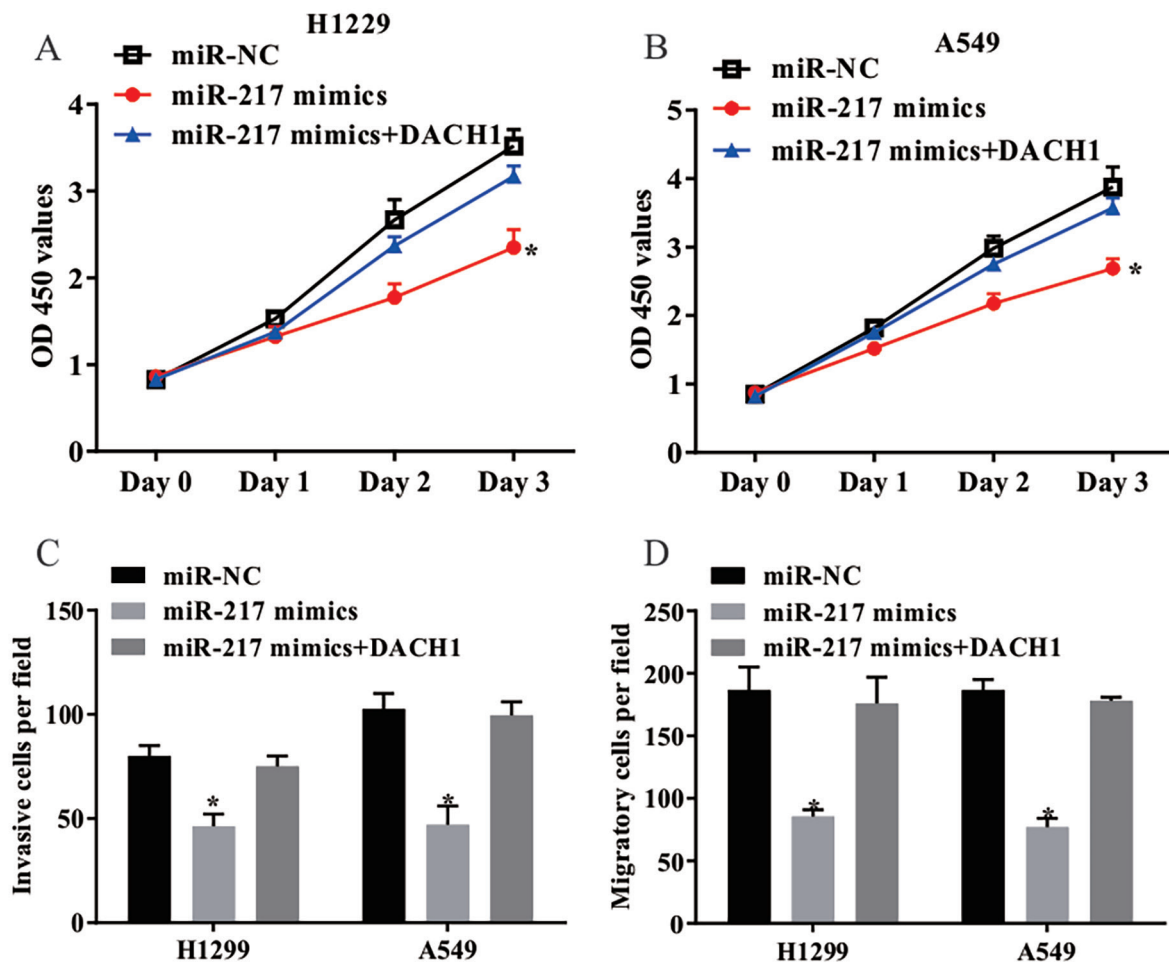 A
H1229
miR-NC
miR-217 mimics
miR-217 mimics+DACH1
OD 450 values
4
3
2
1
0
*
Day 0 Day 1 Day 2 Day 3
B
A549
miR-NC
miR-217 mimics
miR-217 mimics+DACH1
OD 450 values
5
4
3
2
1
0
*
Day 0 Day 1 Day 2 Day 3
C
miR-NC
miR-217 mimics
miR-217 mimics+DACH1
Invasive cells per field
150
100
50
0
* *
H1299 A549
D
miR-NC
miR-217 mimics
miR-217 mimics+DACH1
Migratory cells per field
250
200
150
100
50
0
* *
H1299 A549